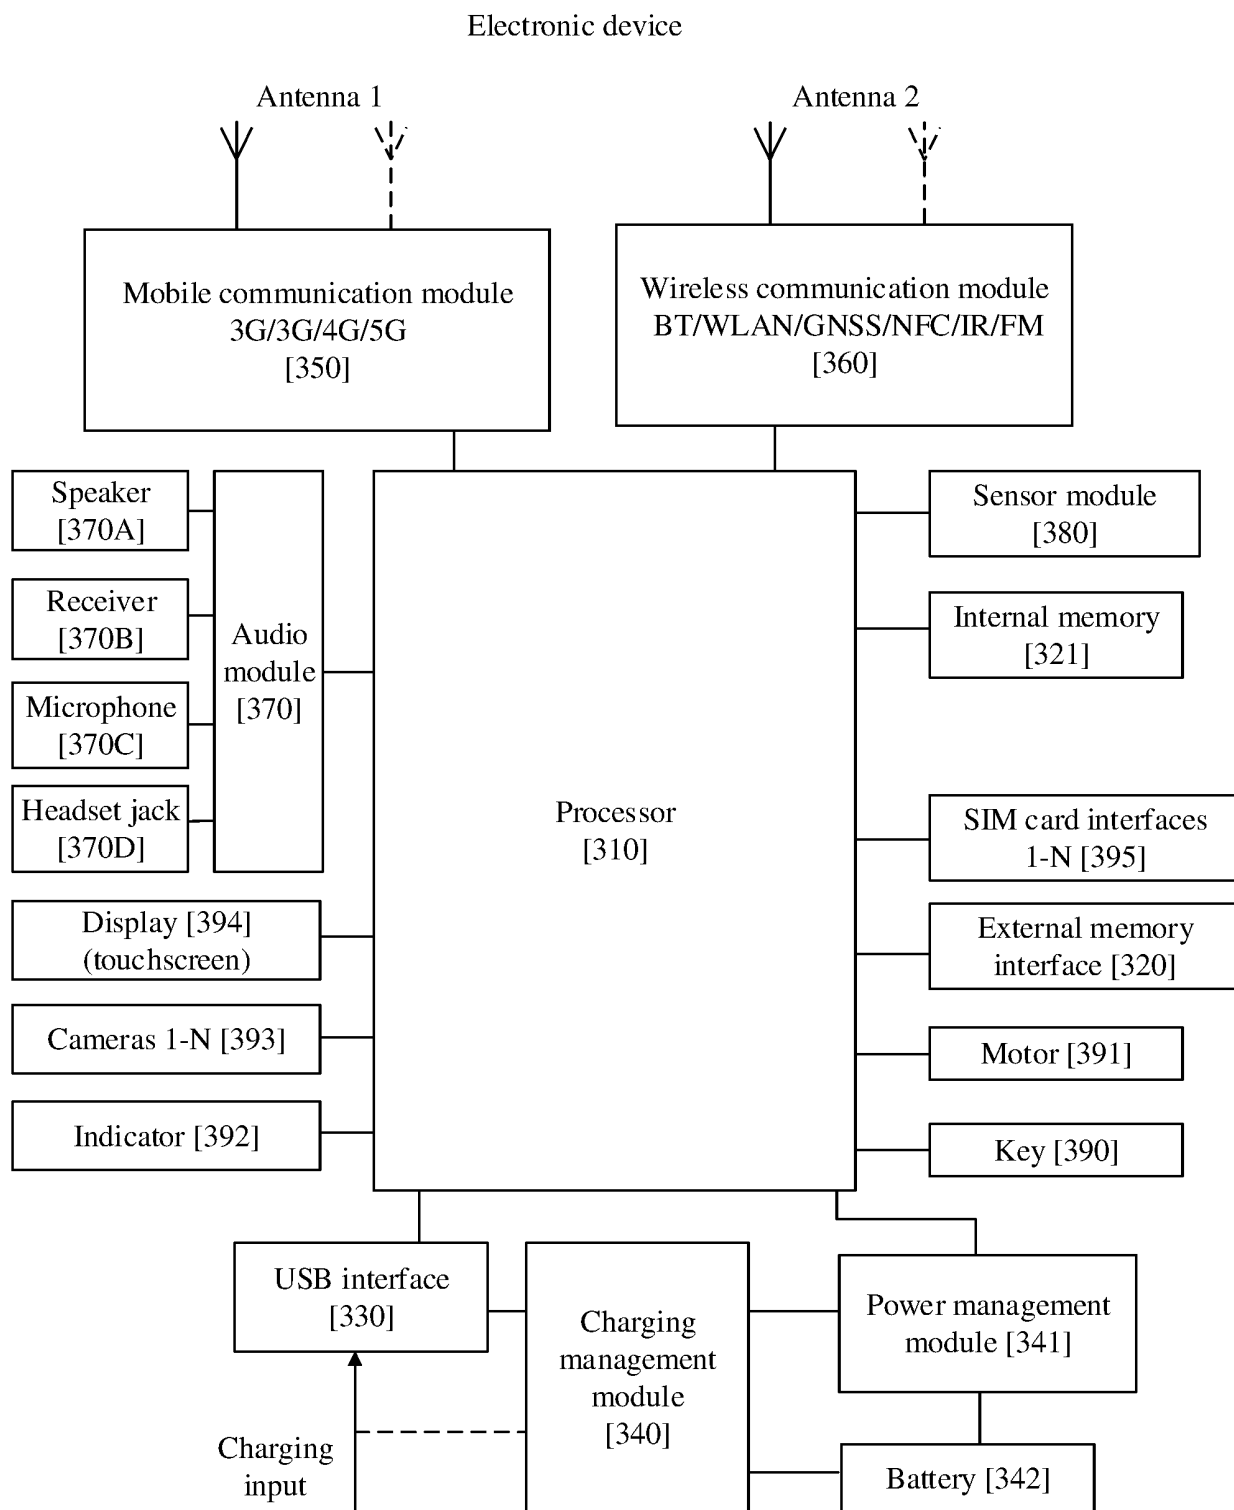 Electronic device
Antenna 1
Antenna 2
Mobile communication module
3G/3G/4G/5G
[350]
Wireless communication module
BT/WLAN/GNSS/NFC/IR/FM
[360]
Speaker
[370A]
Receiver
[370B]
Microphone
[370C]
Headset jack
[370D]
Audio
module
[370]
Display [394]
(touchscreen)
Cameras 1-N [393]
Indicator [392]
Processor
[310]
Sensor module
[380]
Internal memory
[321]
SIM card interfaces
1-N [395]
External memory
interface [320]
Motor [391]
Key [390]
USB interface
[330]
Charging
management
module
[340]
Power management
module [341]
Charging
input
Battery [342]